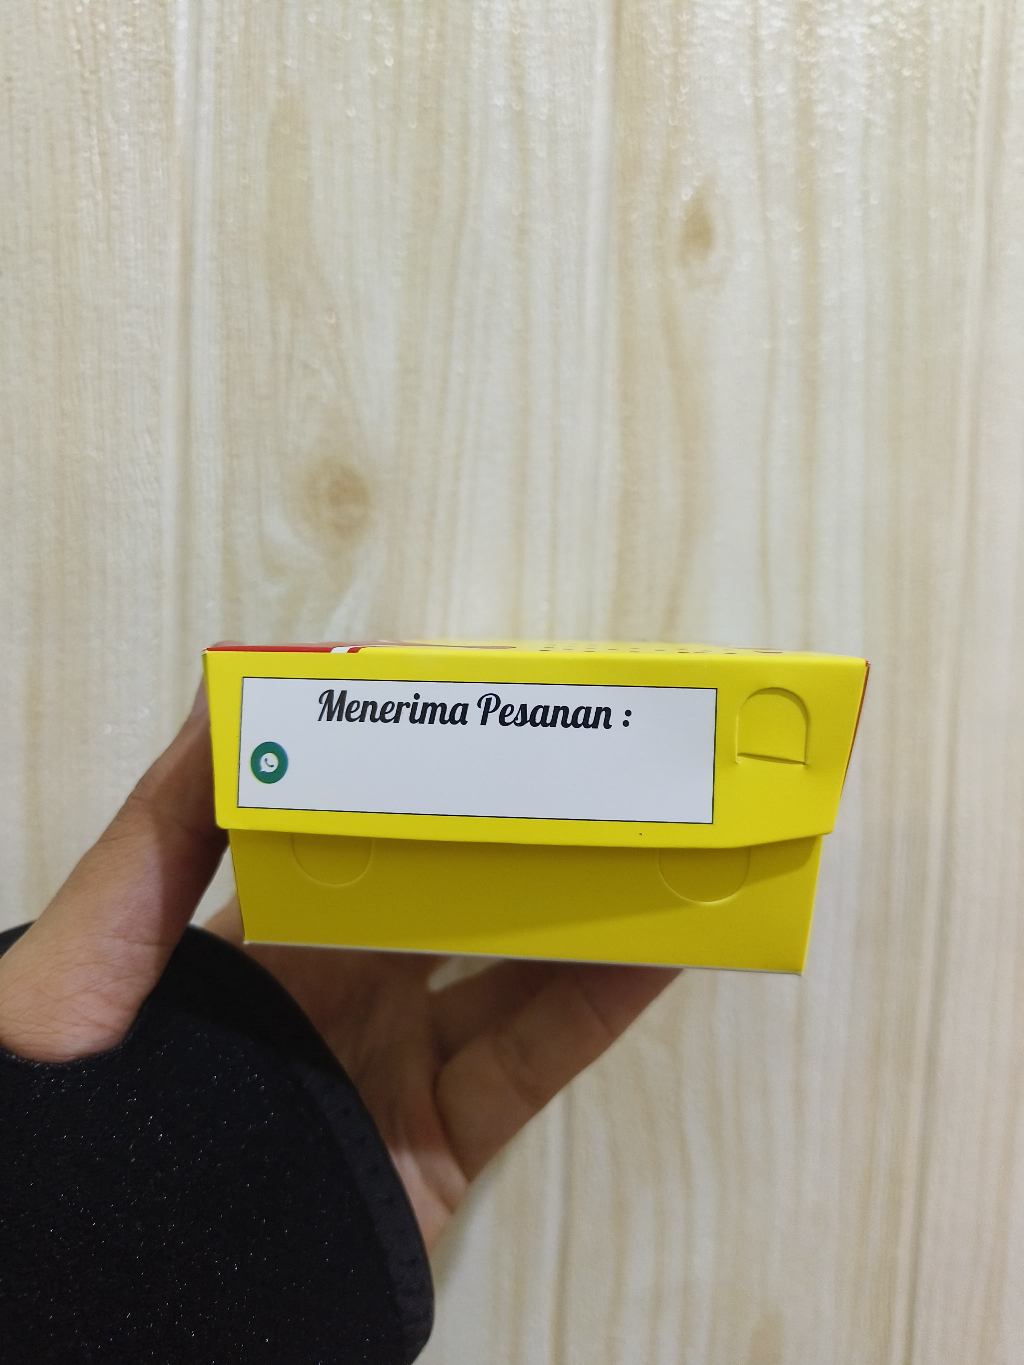 Menerima Pesanan :